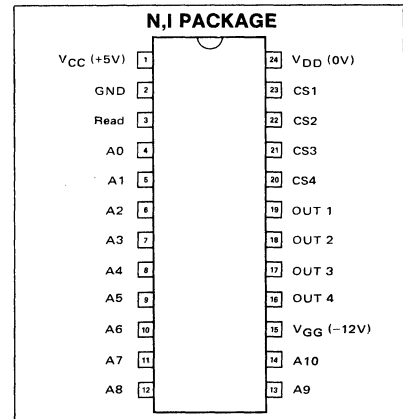 N,I PACKAGE
VCC (+5V) 1 24 VDD (0V)
GND 2 23 CS1
Read 3 22 CS2
A0 4 21 CS3
A1 5 20 CS4
A2 6 19 OUT 1
A3 7 18 OUT 2
A4 8 17 OUT 3
A5 9 16 OUT 4
A6 10 15 VGG (−12V)
A7 11 14 A10
A8 12 13 A9